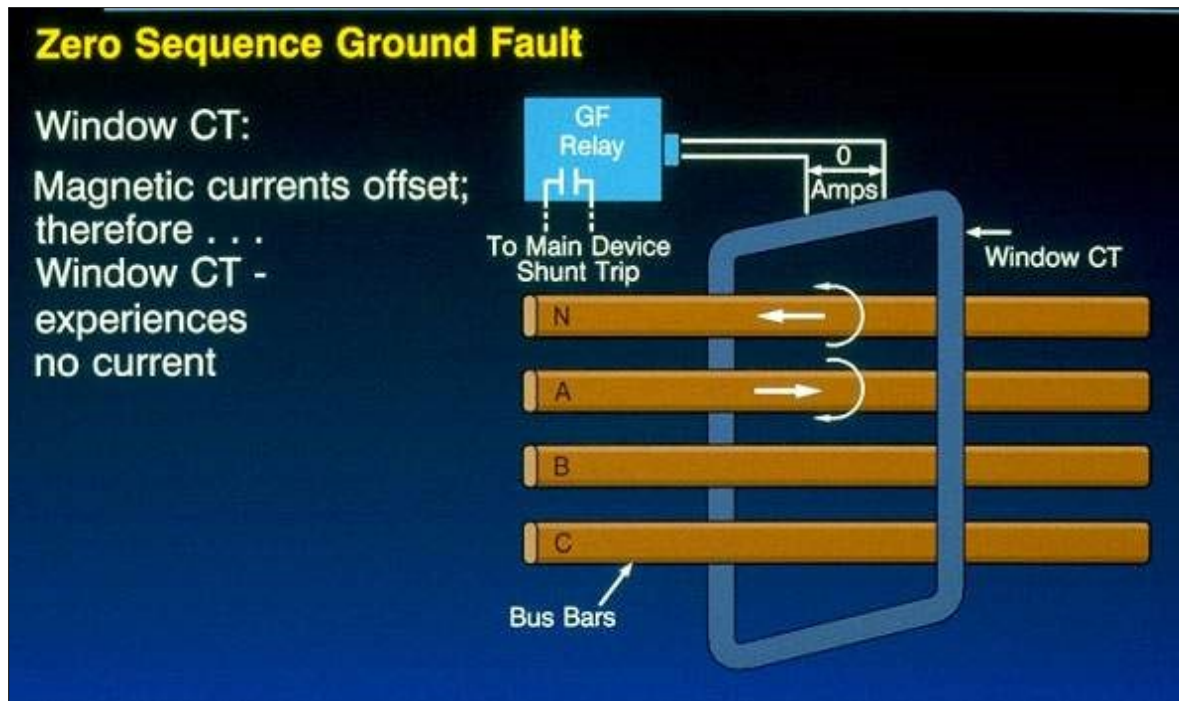 Zero Sequence Ground Fault
Window CT:
Magnetic currents offset;
therefore . . .
Window CT -
experiences
no current
GF
Relay
0
Amps
To Main Device
Shunt Trip
Window CT
N
A
B
C
Bus Bars